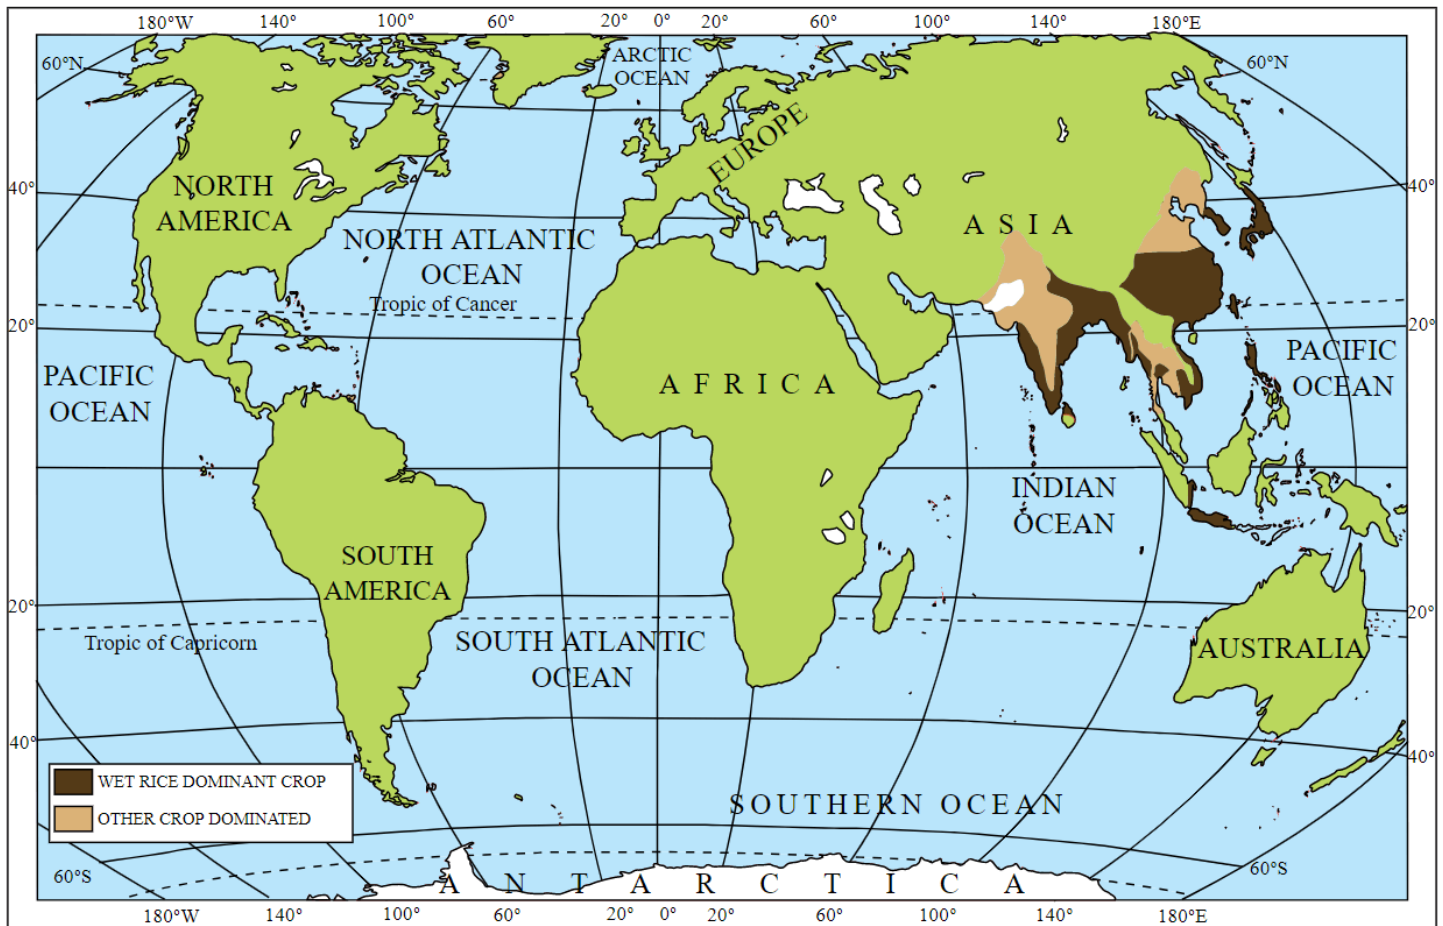 180°W 140° 100° 60° 20° 0° 20° 60° 100° 140° 180°E
ARCTIC
OCEAN
60°N
60°N
EUROPE
40°
40°
NORTH
AMERICA
ASIA
NORTH ATLANTIC
OCEAN
Tropic of Cancer
20°
20°
PACIFIC
OCEAN
PACIFIC
OCEAN
AFRICA
INDIAN
OCEAN
SOUTH
AMERICA
20°
20°
Tropic of Capricorn
SOUTH ATLANTIC
OCEAN
AUSTRALIA
40°
40°
WET RICE DOMINANT CROP
OTHER CROP DOMINATED
SOUTHERN OCEAN
60°S
60°S
ANTARCTICA
180°W 140° 100° 60° 20° 0° 20° 60° 100° 140° 180°E